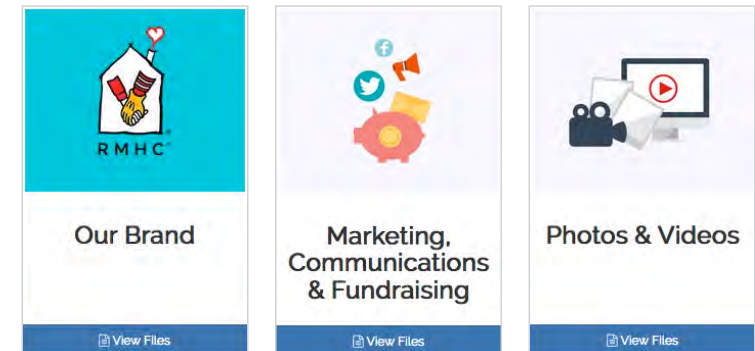 RMHC®
Our Brand
View Files
Marketing,
Communications
& Fundraising
View Files
Photos & Videos
View Files